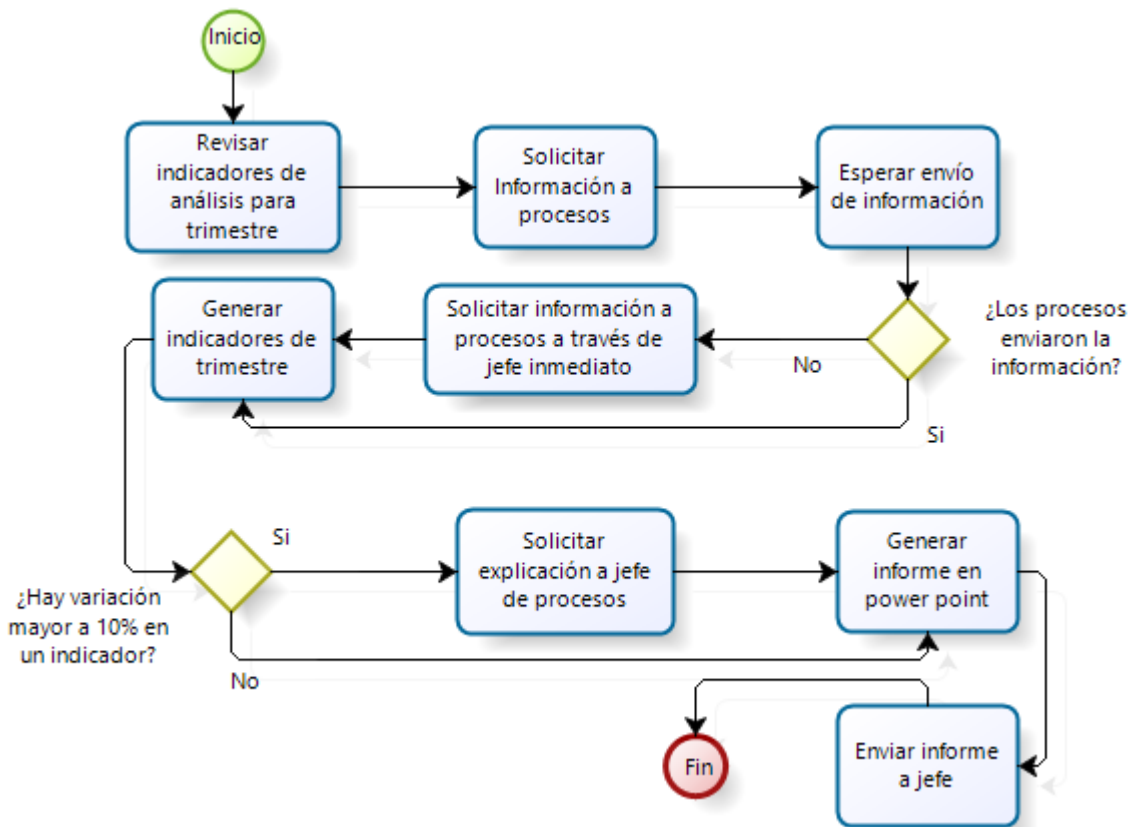 Inicio
Revisar
indicadores de
análisis para
trimestre
Solicitar
Información a
procesos
Esperar envío
de información
¿Los procesos
enviaron la
información?
No
Solicitar información a
procesos a través de
jefe inmediato
Generar
indicadores de
trimestre
Si
¿Hay variación
mayor a 10% en
un indicador?
Si
Solicitar
explicación a jefe
de procesos
Generar
informe en
power point
No
Enviar informe
a jefe
Fin